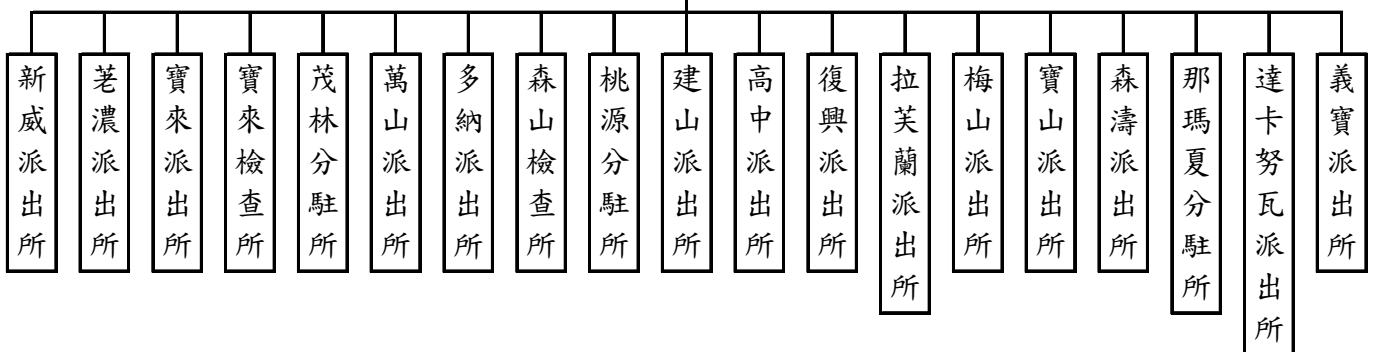 新威派出所
荖濃派出所
寶來派出所
寶來檢查所
茂林分駐所
萬山派出所
多納派出所
森山檢查所
桃源分駐所
建山派出所
高中派出所
復興派出所
拉芙蘭派出所
梅山派出所
寶山派出所
森濤派出所
那瑪夏分駐所
達卡努瓦派出所
義寶派出所